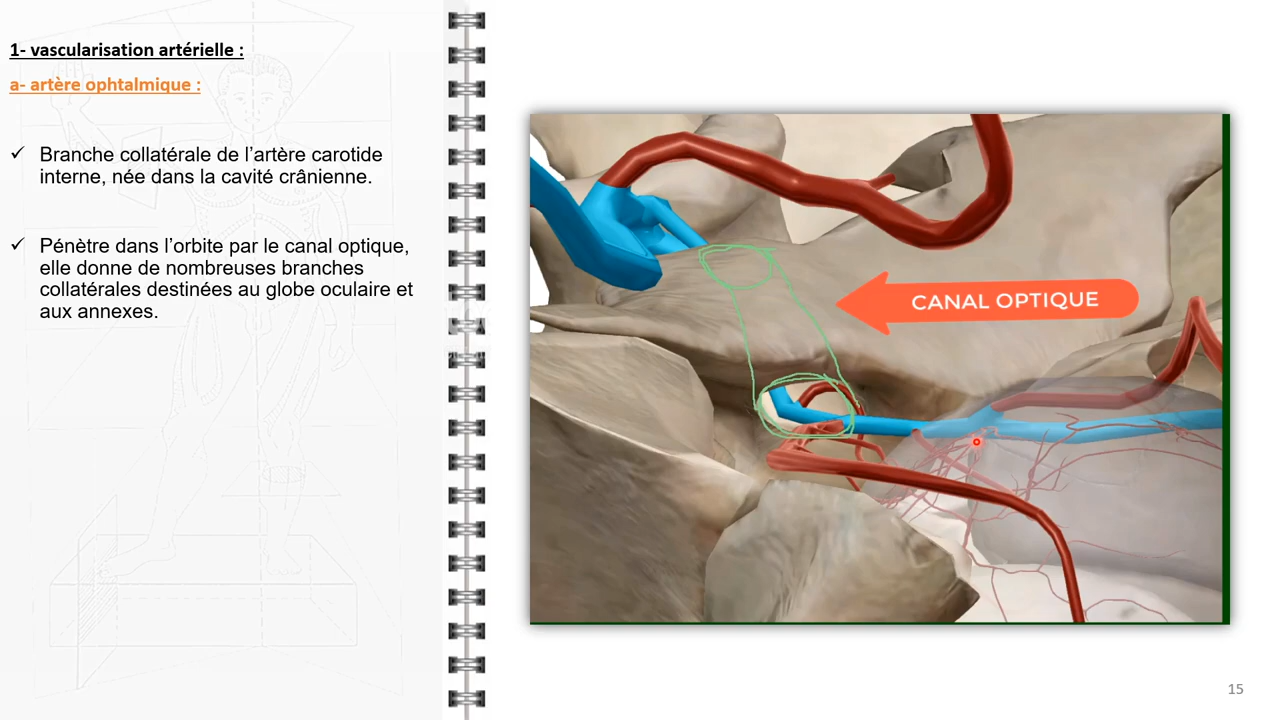 1- vascularisation artérielle :
a- artère ophtalmique :
✓ Branche collatérale de l’artère carotide
interne, née dans la cavité crânienne.
✓ Pénètre dans l’orbite par le canal optique,
elle donne de nombreuses branches
collatérales destinées au globe oculaire et
aux annexes.
CANAL OPTIQUE
15